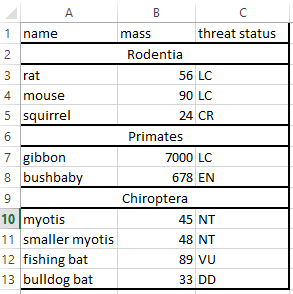 A B C
1 name mass threat status
2 Rodentia
3 rat 56 LC
4 mouse 90 LC
5 squirrel 24 CR
6 Primates
7 gibbon 7000 LC
8 bushbaby 678 EN
9 Chiroptera
10 myotis 45 NT
11 smaller myotis 48 NT
12 fishing bat 89 VU
13 bulldog bat 33 DD